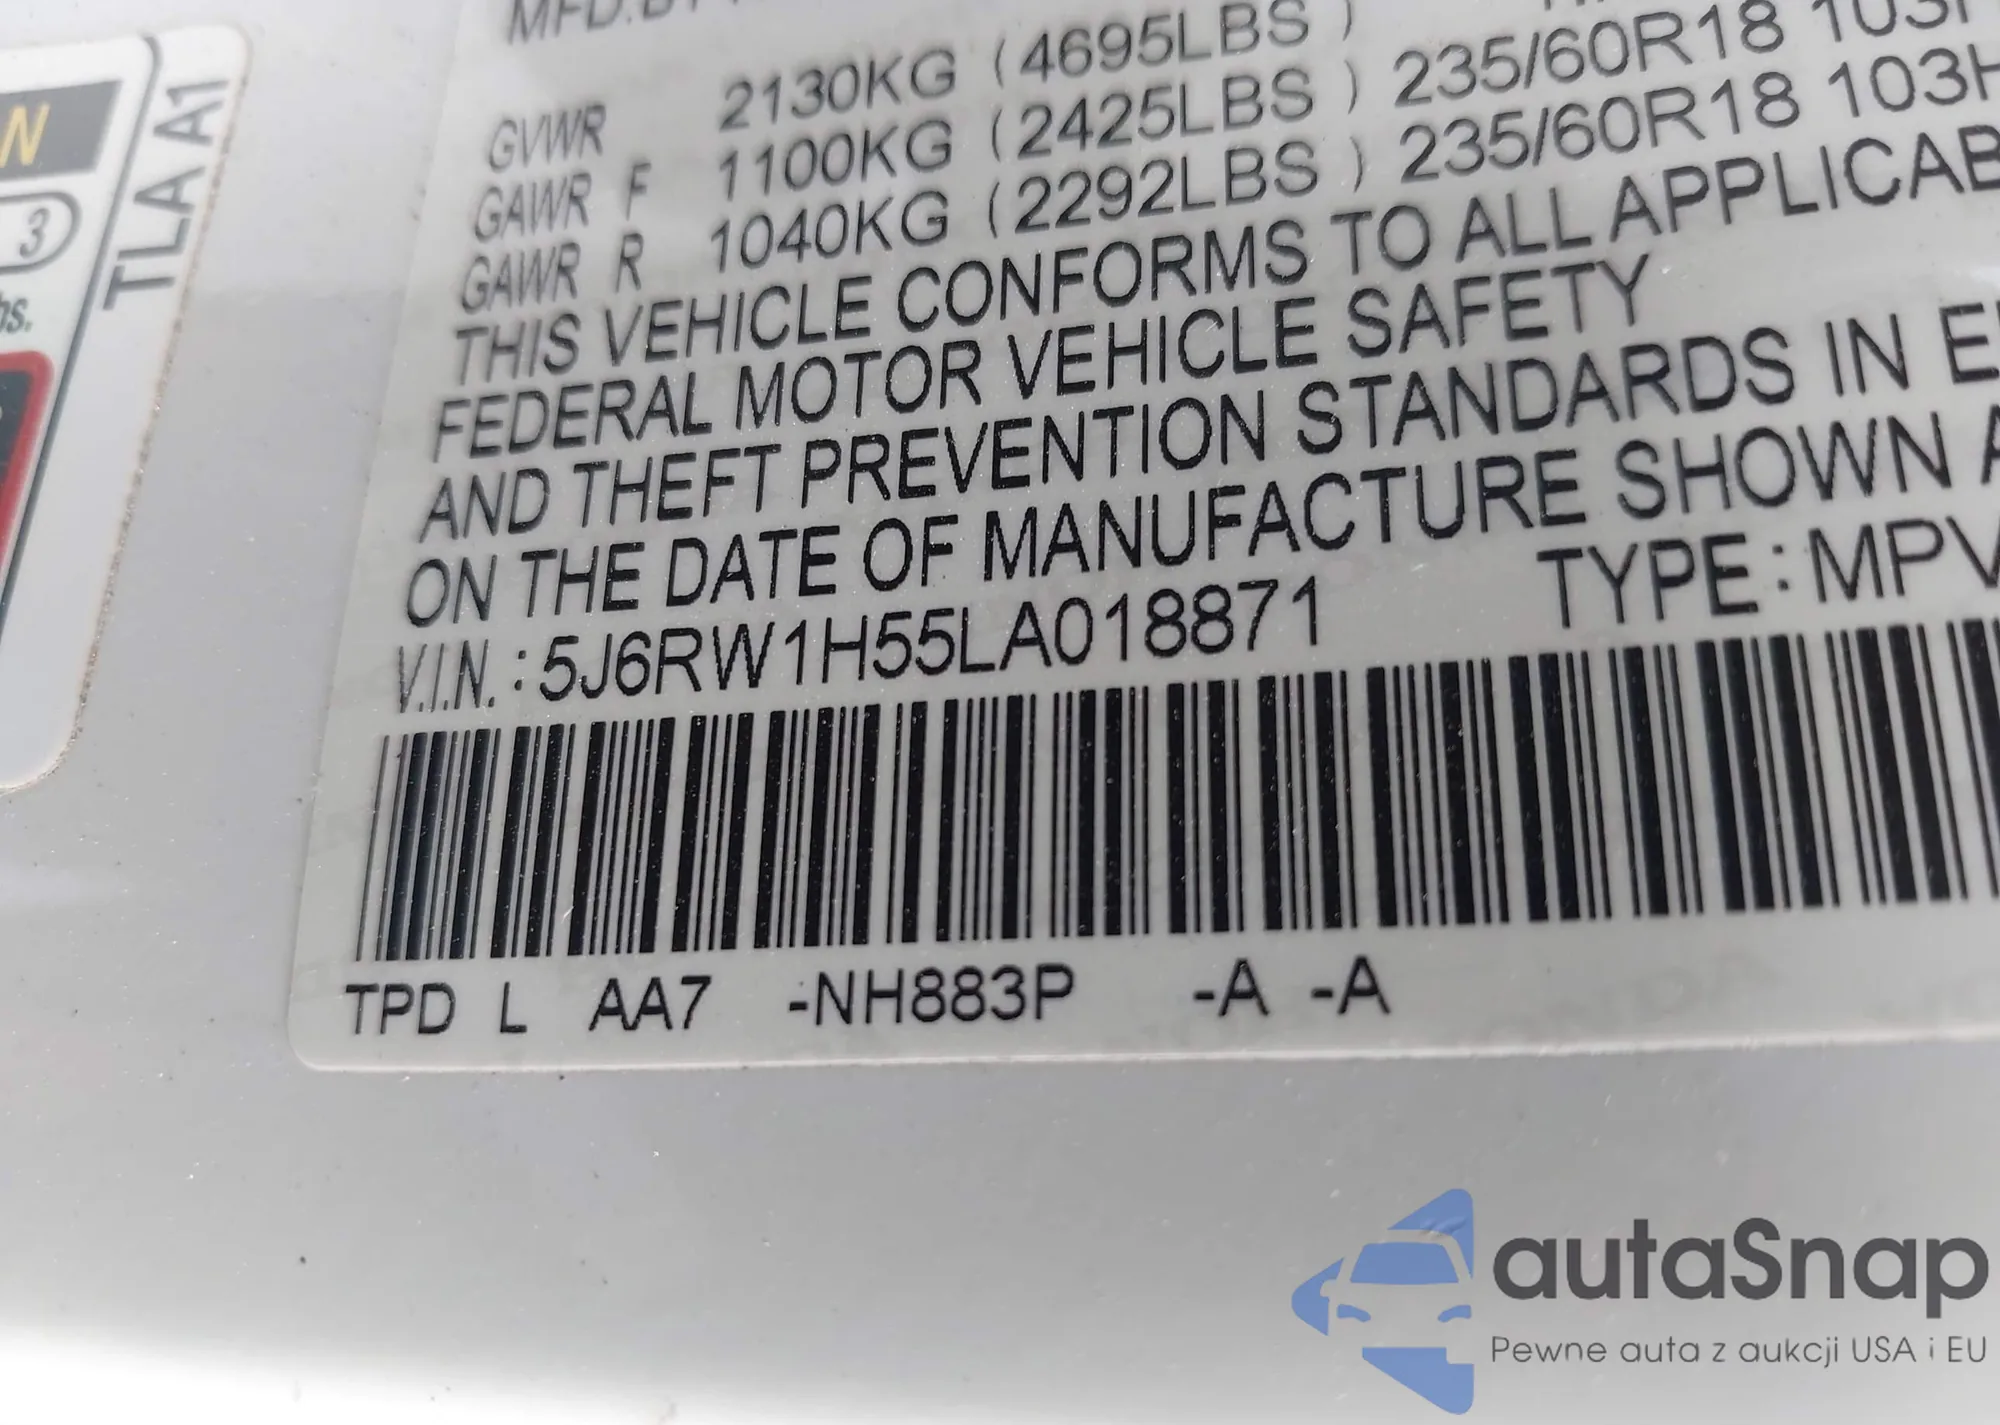 N
3
TLA A1
GVWR 2130KG (4695LBS )
GAWR F 1100KG (2425LBS ) 235/60R18
GAWR R 1040KG (2292LBS ) 235/60R18 103H
THIS VEHICLE CONFORMS TO ALL
FEDERAL MOTOR VEHICLE SAFETY
AND THEFT PREVENTION STANDARDS IN
ON THE DATE OF MANUFACTURE SHOWN
V.I.N. : 5J6RW1H55LA018871 TYPE : MPV
TPD L AA7 -NH883P -A -A
autaSnap
Pewne auta z aukcji USA i EU